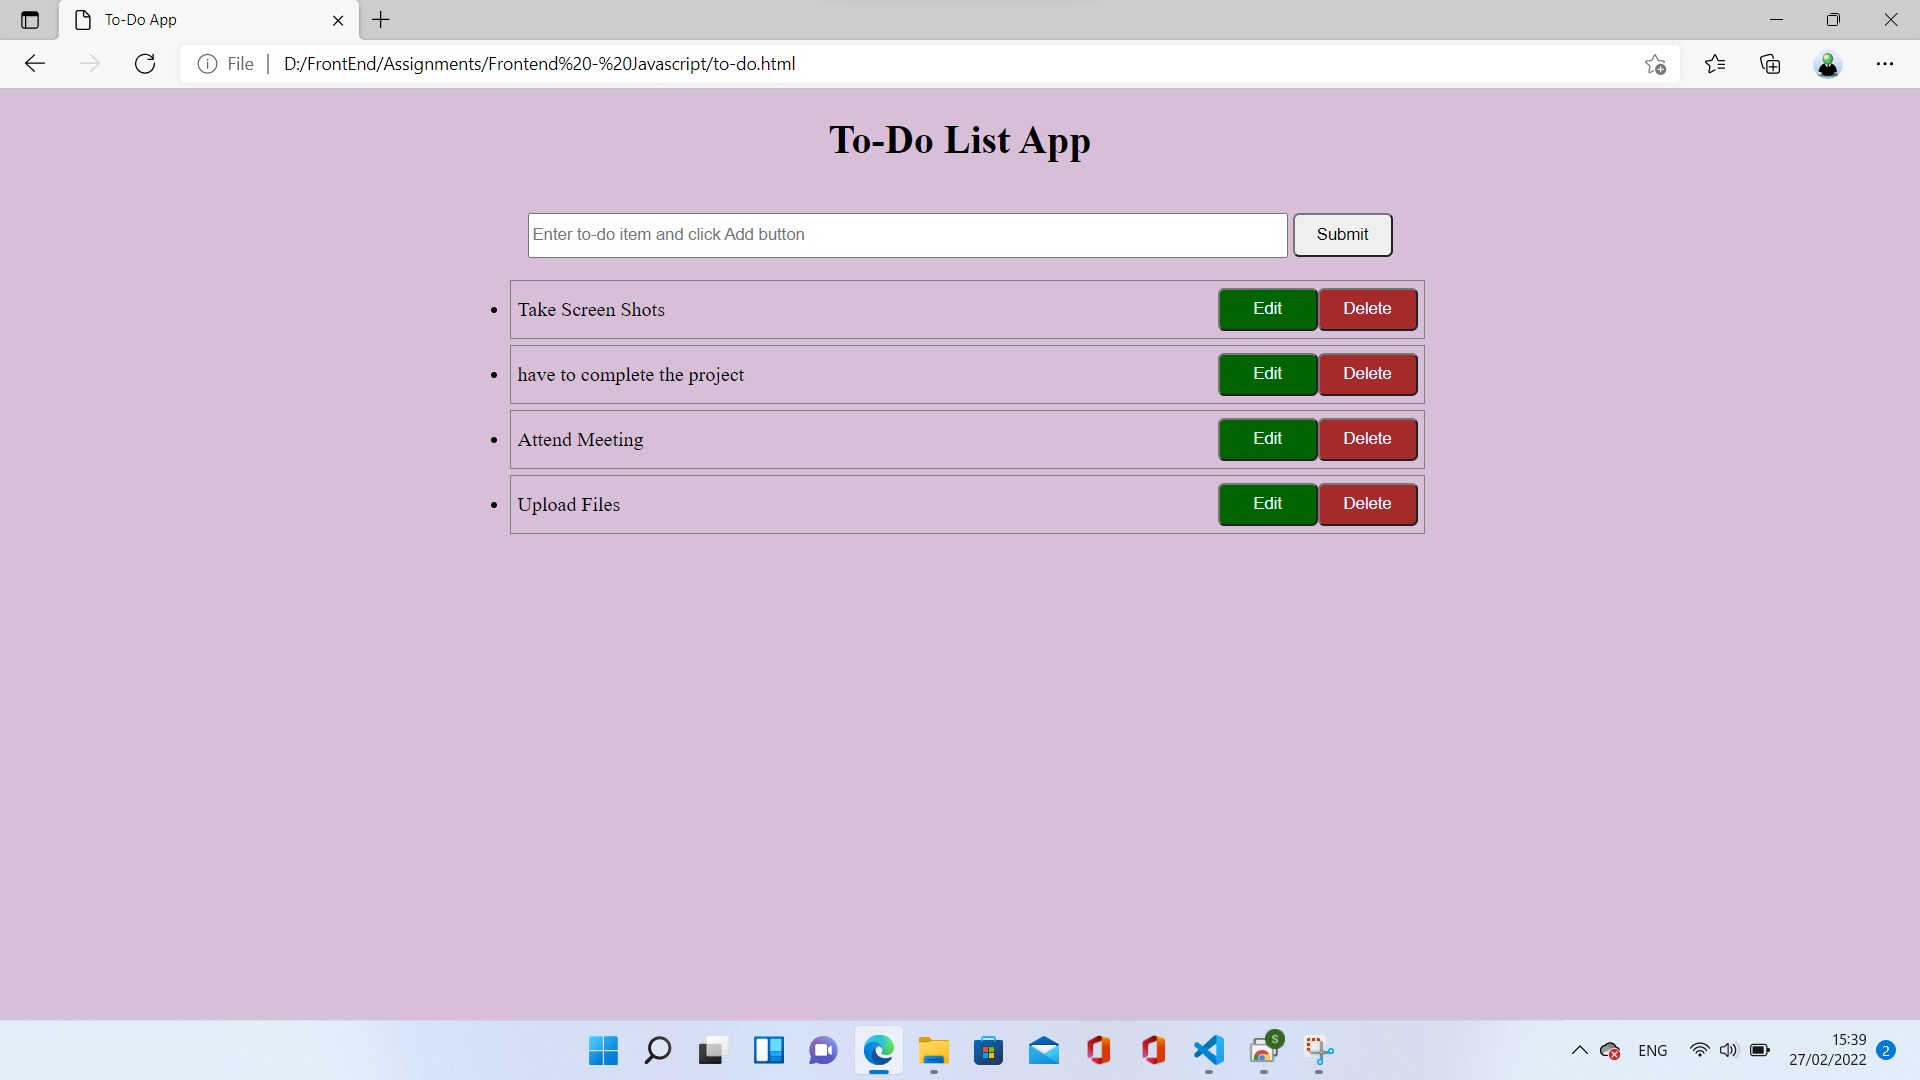 To-Do App
File D:/FrontEnd/Assignments/Frontend%20-%20Javascript/to-do.html
To-Do List App
Enter to-do item and click Add button Submit
Take Screen Shots Edit Delete
have to complete the project Edit Delete
Attend Meeting Edit Delete
Upload Files Edit Delete
S
ENG 15:39
27/02/2022 2